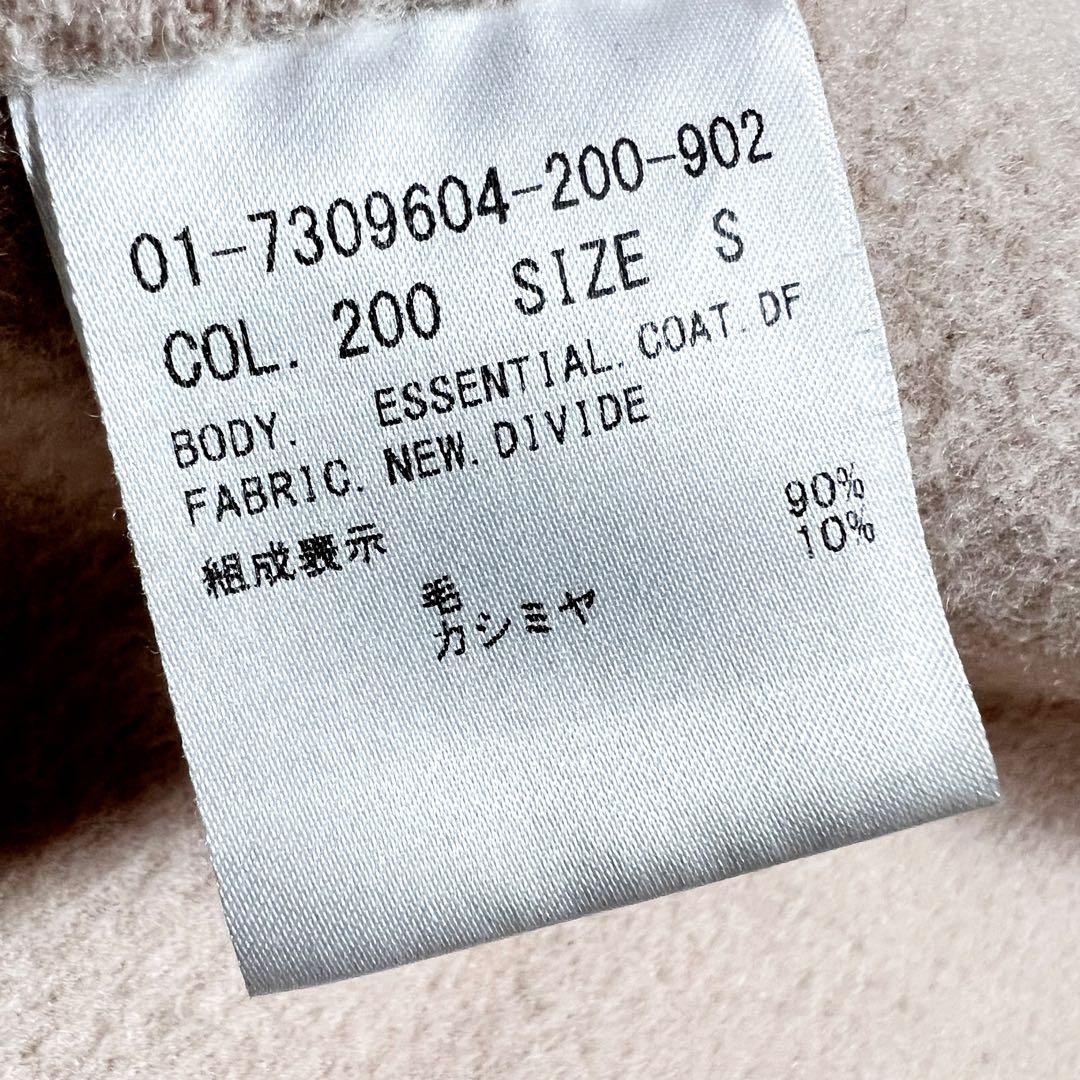 01-7309604-200-902
COL. 200 SIZE S
BODY. ESSENTIAL. COAT. DF
FABRIC. NEW. DIVIDE
組成表示
毛 90%
カシミヤ 10%